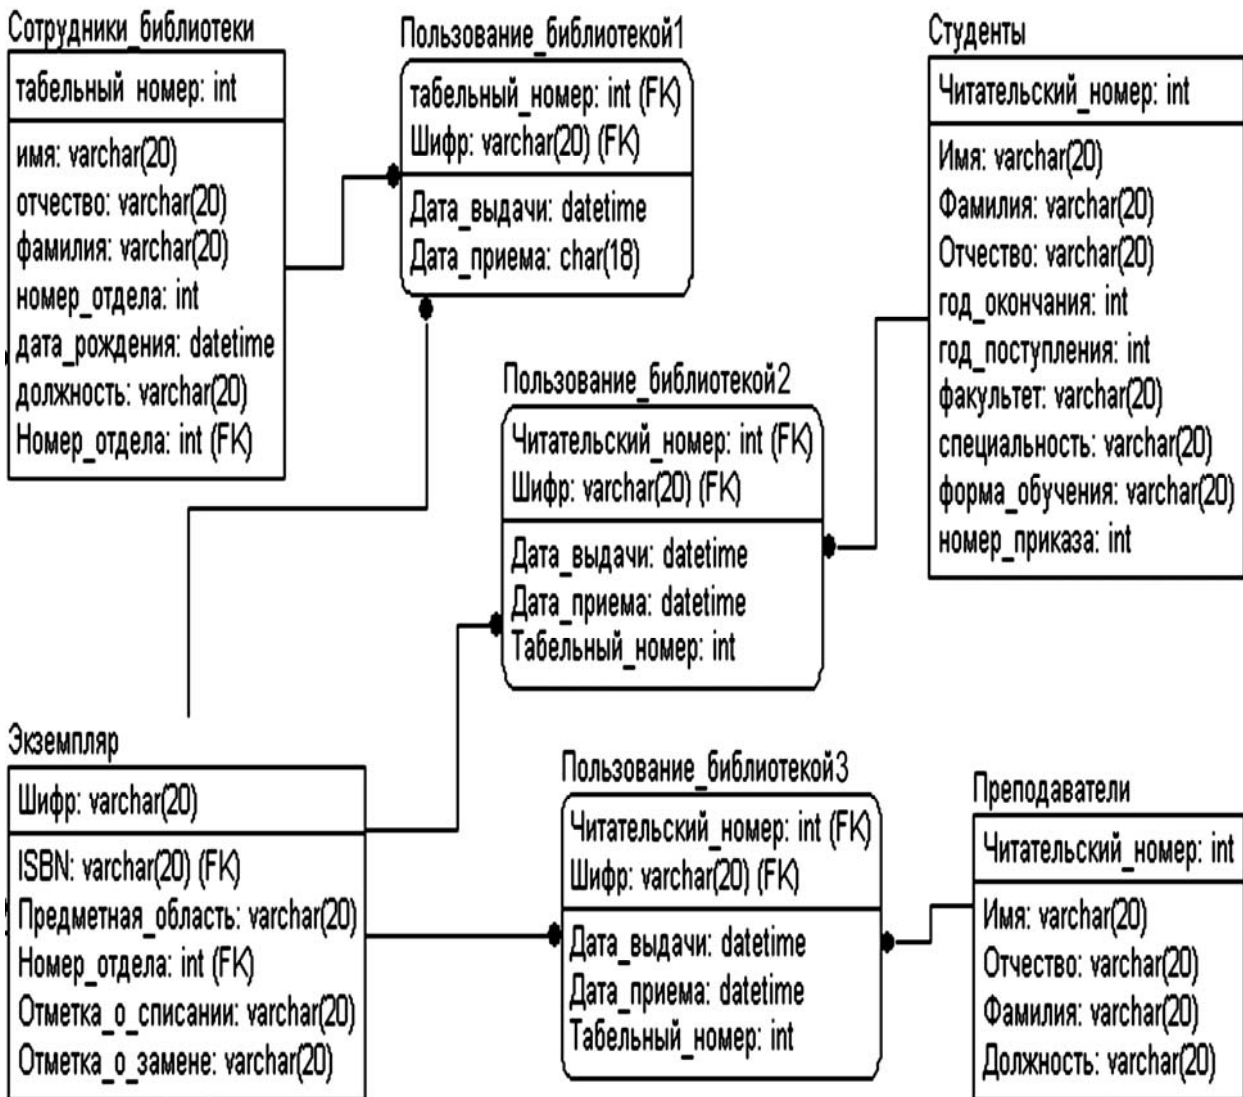 Сотрудники_библиотеки
табельный номер: int
имя: varchar(20)
отчество: varchar(20)
фамилия: varchar(20)
номер_отдела: int
дата_рождения: datetime
должность: varchar(20)
Номер_отдела: int (FK)
Пользование_библиотекой1
табельный_номер: int (FK)
Шифр: varchar(20) (FK)
Дата_выдачи: datetime
Дата_приема: char(18)
Студенты
Читательский_номер: int
Имя: varchar(20)
Фамилия: varchar(20)
Отчество: varchar(20)
год_окончания: int
год_поступления: int
факультет: varchar(20)
специальность: varchar(20)
форма_обучения: varchar(20)
номер_приказа: int
Пользование_библиотекой2
Читательский_номер: int (FK)
Шифр: varchar(20) (FK)
Дата_выдачи: datetime
Дата_приема: datetime
Табельный_номер: int
Экземпляр
Шифр: varchar(20)
ISBN: varchar(20) (FK)
Предметная_область: varchar(20)
Номер_отдела: int (FK)
Отметка_о_списании: varchar(20)
Отметка_о_замене: varchar(20)
Пользование_библиотекой3
Читательский_номер: int (FK)
Шифр: varchar(20) (FK)
Дата_выдачи: datetime
Дата_приема: datetime
Табельный_номер: int
Преподаватели
Читательский_номер: int
Имя: varchar(20)
Отчество: varchar(20)
Фамилия: varchar(20)
Должность: varchar(20)